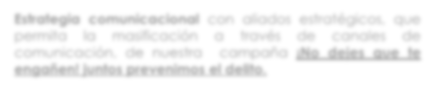 Estrategia comunicacional con aliados estratégicos, que
permita la masificación a través de canales de
comunicación, de nuestra campaña ¡No dejes que te
engañen! juntos prevenimos el delito.